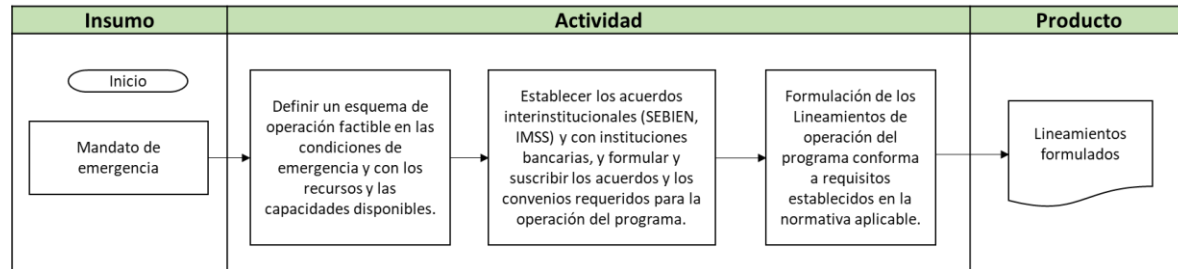 Insumo
Actividad
Producto
Inicio
Mandato de
emergencia
Definir un esquema de
operación factible en las
condiciones de
emergencia y con los
recursos y las
capacidades disponibles.
Establecer los acuerdos
interinstitucionales (SEBIEN,
IMSS) y con instituciones
bancarias, y formular y
suscribir los acuerdos y los
convenios requeridos para la
operación del programa.
Formulación de los
Lineamientos de
operación del
programa conforma
a requisitos
establecidos en la
normativa aplicable.
Lineamientos
formulados